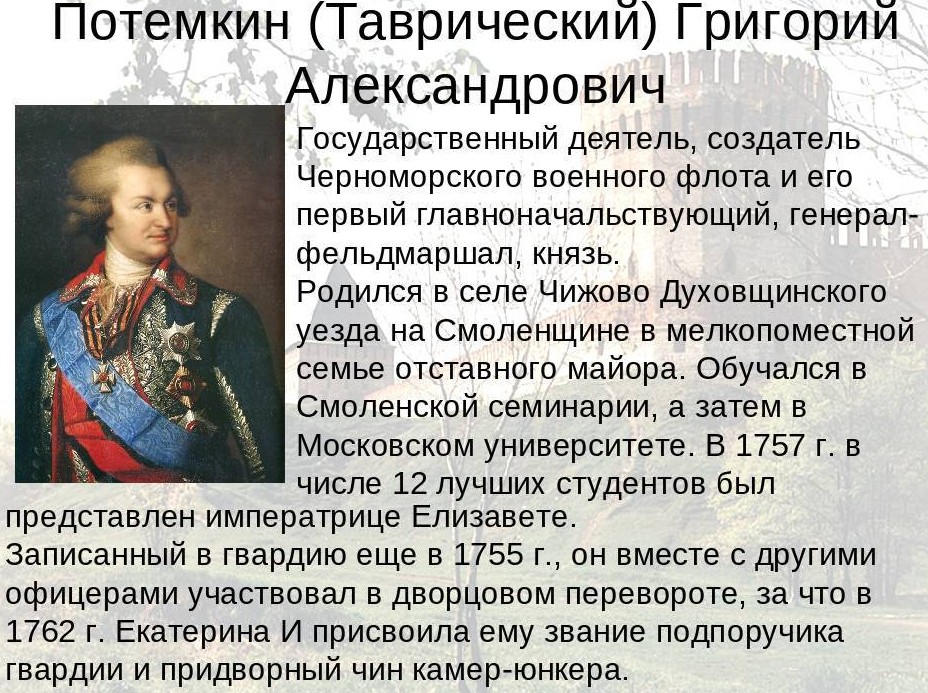 Потемкин (Таврический) Григорий
Александрович
Государственный деятель, создатель
Черноморского военного флота и его
первый главноначальствующий, генерал-
фельдмаршал, князь.
Родился в селе Чижово Духовщинского
уезда на Смоленщине в мелкопоместной
семье отставного майора. Обучался в
Смоленской семинарии, а затем в
Московском университете. В 1757 г. в
числе 12 лучших студентов был
представлен императрице Елизавете.
Записанный в гвардию еще в 1755 г., он вместе с другими
офицерами участвовал в дворцовом перевороте, за что в
1762 г. Екатерина И присвоила ему звание подпоручика
гвардии и придворный чин камер-юнкера.